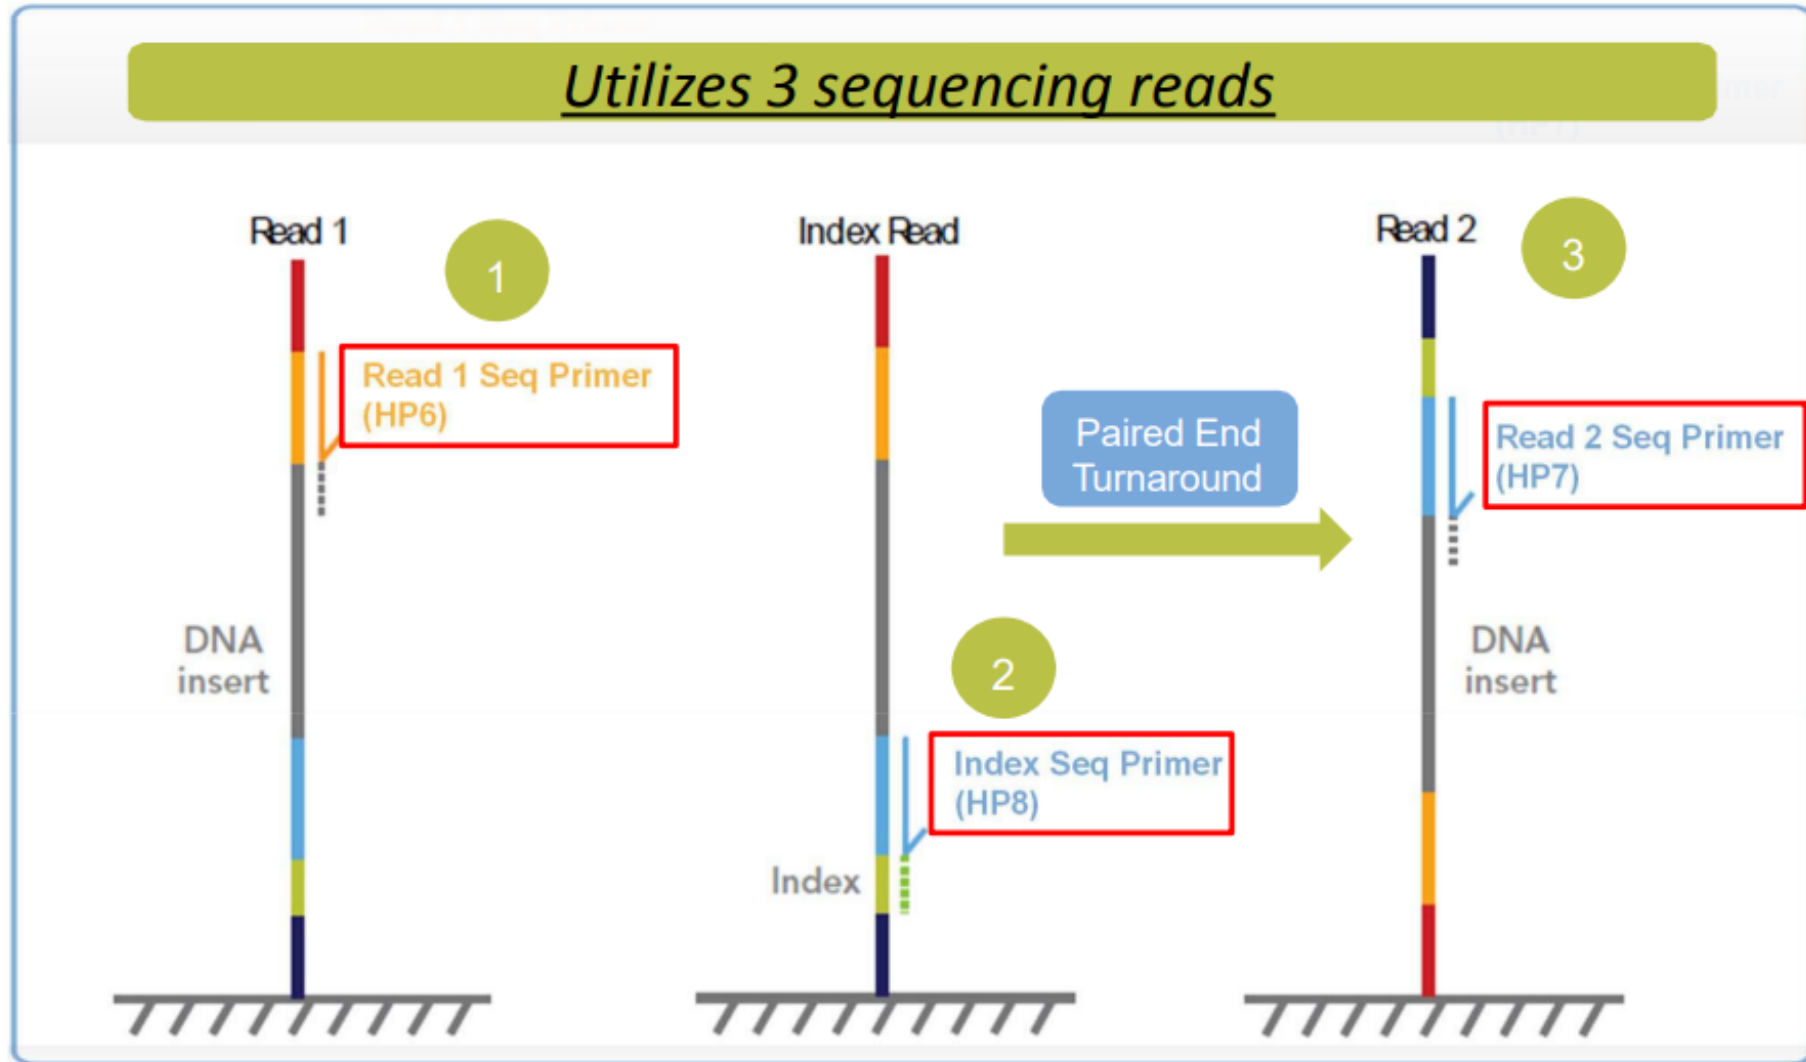 Utilizes 3 sequencing reads
Read 1
1
Read 1 Seq Primer
(HP6)
DNA
insert
Index Read
2
Index Seq Primer
(HP8)
Index
Paired End
Turnaround
Read 2
3
Read 2 Seq Primer
(HP7)
DNA
insert